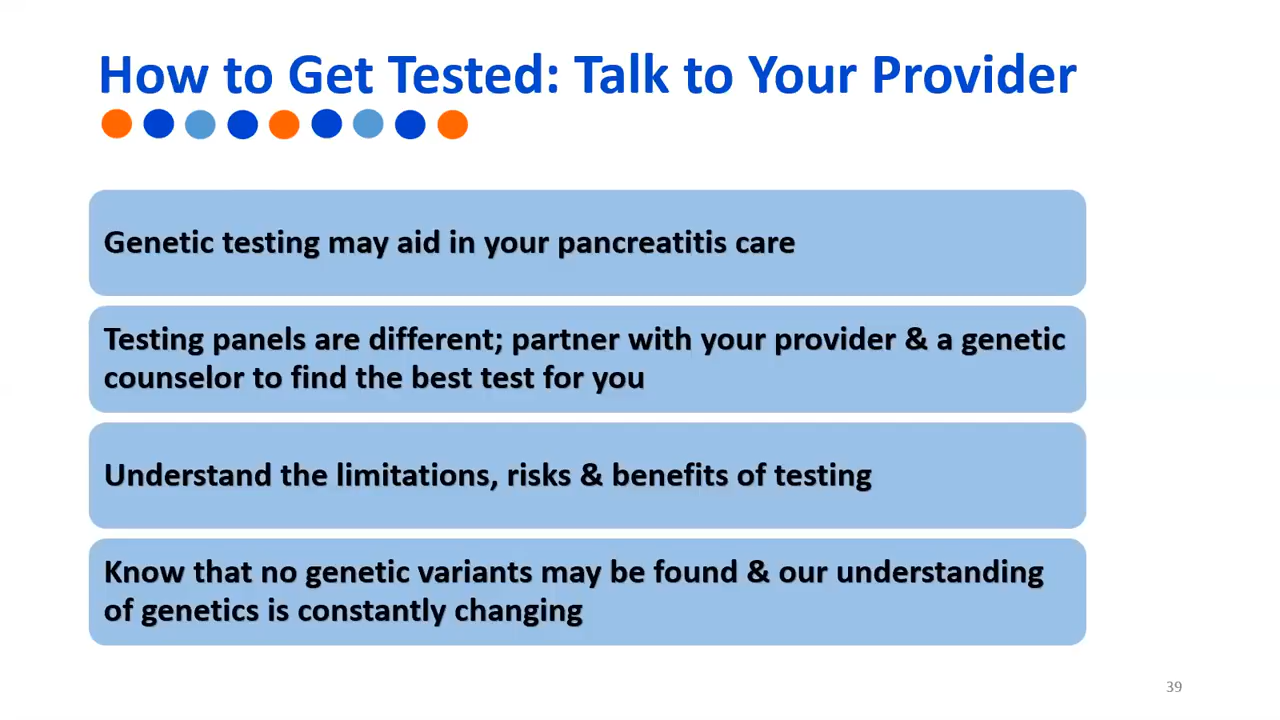 How to Get Tested: Talk to Your Provider
Genetic testing may aid in your pancreatitis care
Testing panels are different; partner with your provider & a genetic
counselor to find the best test for you
Understand the limitations, risks & benefits of testing
Know that no genetic variants may be found & our understanding
of genetics is constantly changing
39